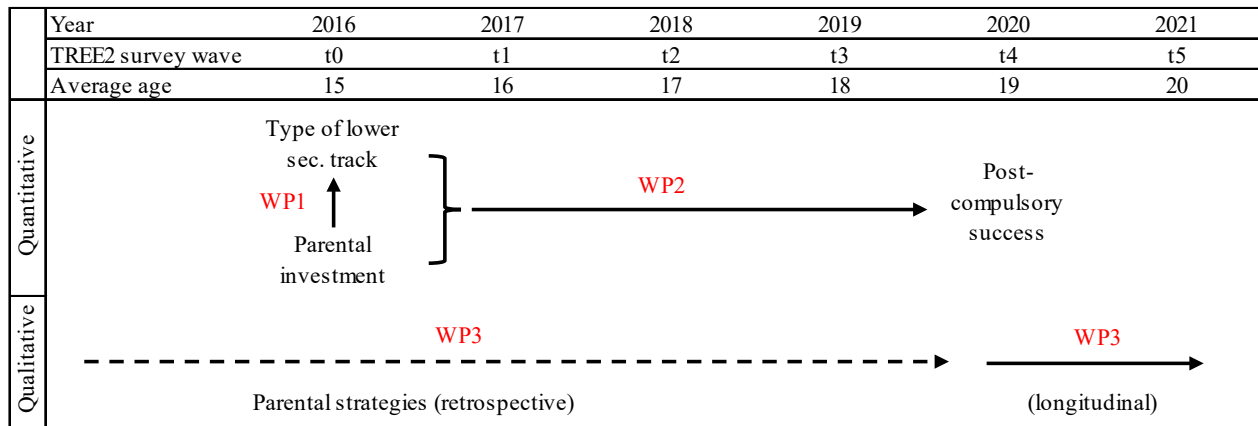 Year 2016 2017 2018 2019 2020 2021
TREE2 survey wave t0 t1 t2 t3 t4 t5
Average age 15 16 17 18 19 20
Quantitative
Type of lower
sec. track
WP1
Parental
investment
WP2
Post-
compulsory
success
Qualitative
WP3
WP3
Parental strategies (retrospective)
(longitudinal)